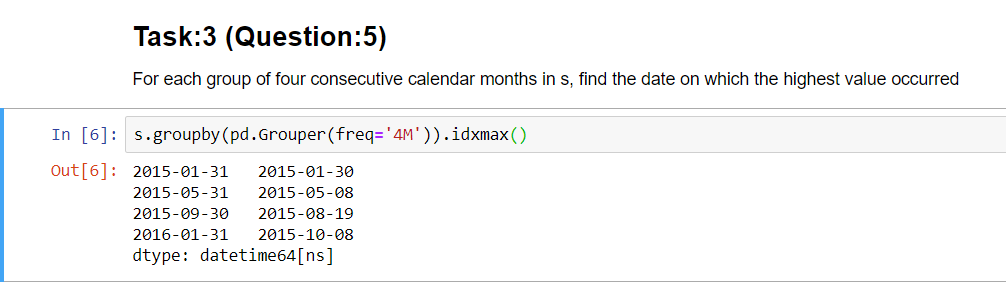 Task:3 (Question:5)
For each group of four consecutive calendar months in s, find the date on which the highest value occurred
In [6]: s.groupby(pd.Grouper(freq='4M')).idxmax()
Out[6]: 2015-01-31   2015-01-30
2015-05-31   2015-05-08
2015-09-30   2015-08-19
2016-01-31   2015-10-08
dtype: datetime64[ns]